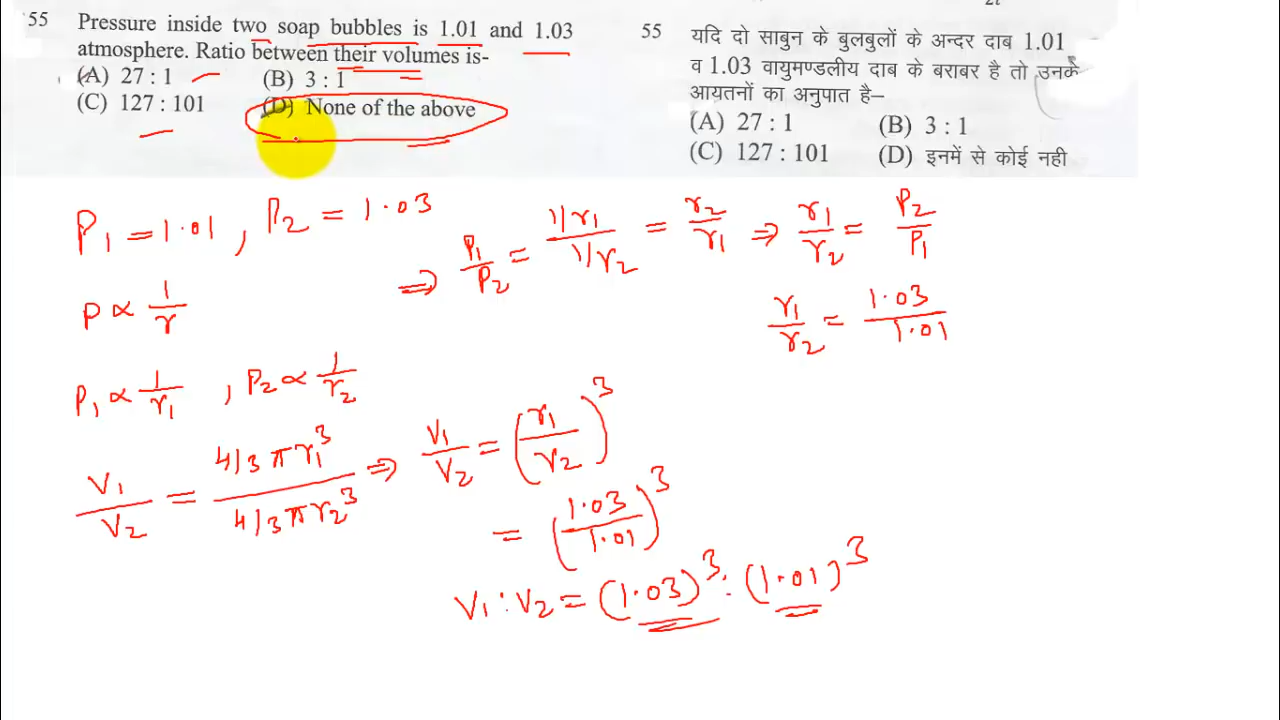 55 Pressure inside two soap bubbles is 1.01 and 1.03
atmosphere. Ratio between their volumes is-
(A) 27 : 1 (B) 3 : 1
(C) 127 : 101 (D) None of the above
55 यदि दो साबुन के बुलबुलों के अन्दर दाब 1.01
व 1.03 वायुमण्डलीय दाब के बराबर है तो उनके
आयतनों का अनुपात है–
(A) 27 : 1 (B) 3 : 1
(C) 127 : 101 (D) इनमें से कोई नही
P₁ = 1.01 , P₂ = 1.03
P ∝ 1/r
P₁ ∝ 1/r₁ , P₂ ∝ 1/r₂
⇒ P₁/P₂ = (1/r₁)/(1/r₂) = r₂/r₁ ⇒ r₁/r₂ = P₂/P₁
r₁/r₂ = 1.03/1.01
V₁/V₂ = (4/3 πr₁³)/(4/3 πr₂³) ⇒ V₁/V₂ = (r₁/r₂)³
= (1.03/1.01)³
V₁ : V₂ = (1.03)³ : (1.01)³